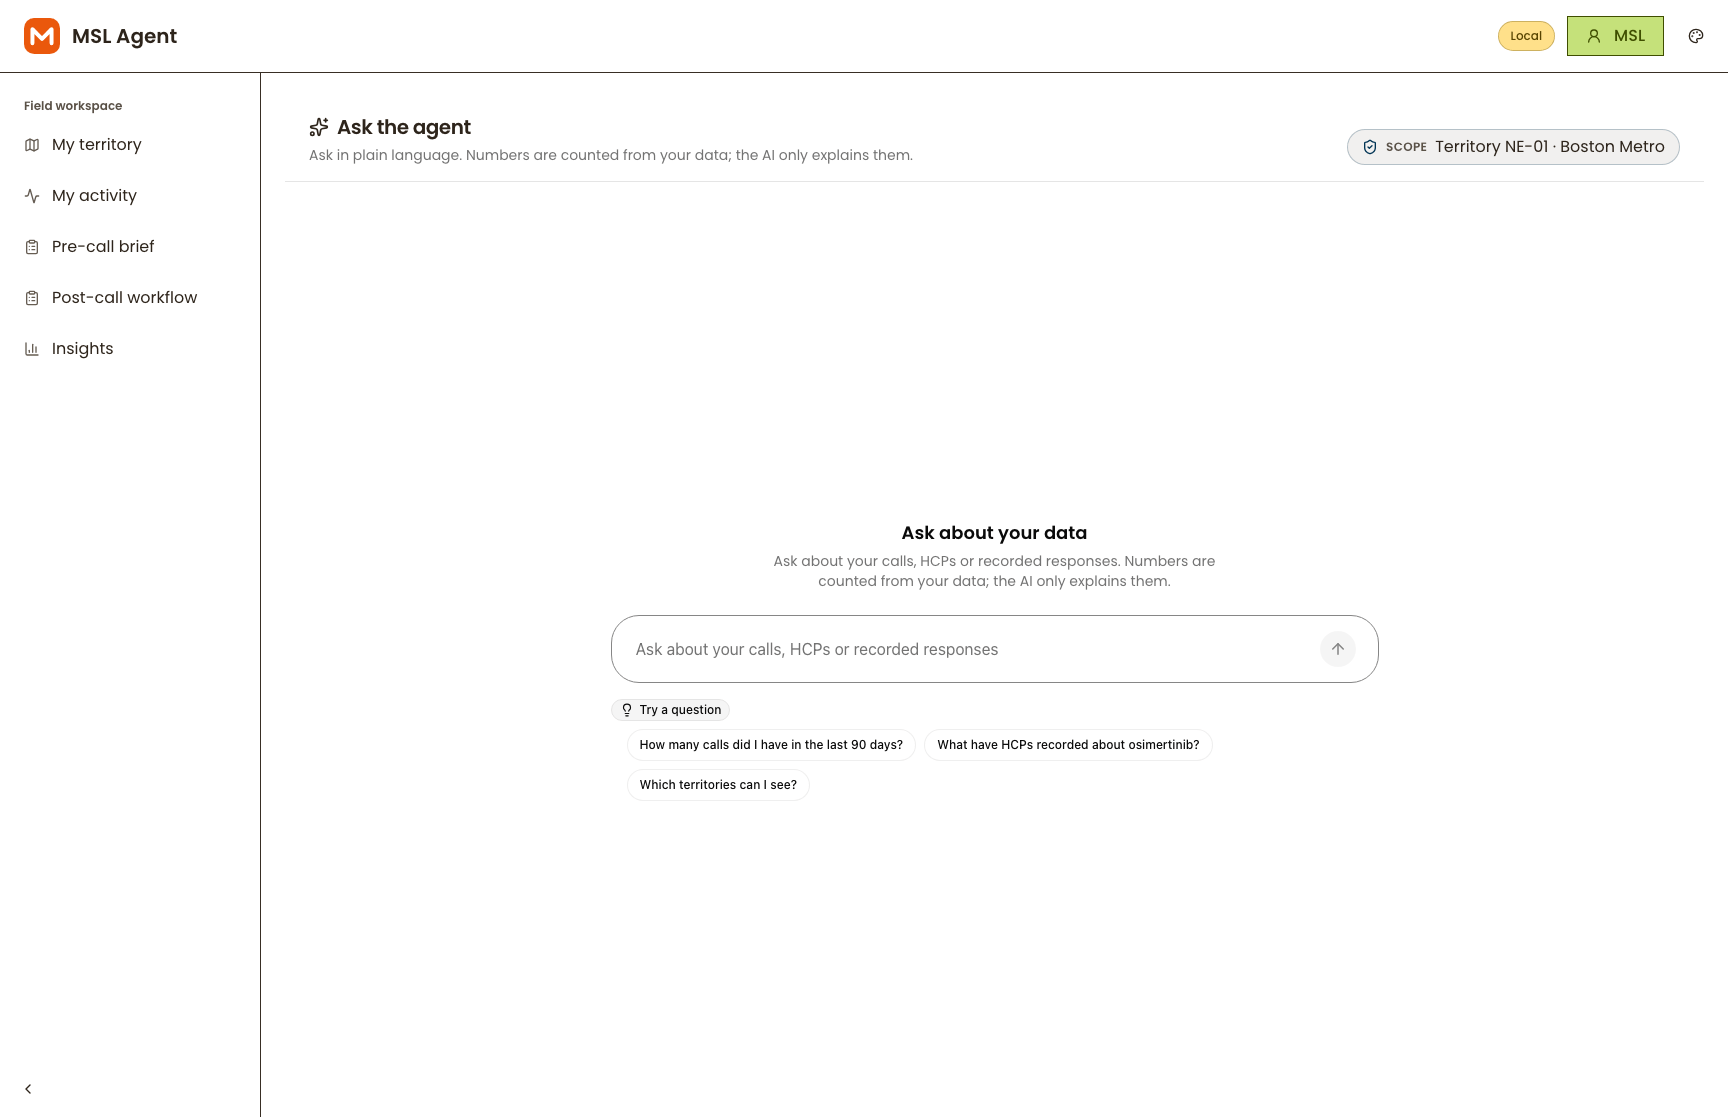 MSL Agent
Local
MSL
Field workspace
My territory
My activity
Pre-call brief
Post-call workflow
Insights
Ask the agent
Ask in plain language. Numbers are counted from your data; the AI only explains them.
SCOPE Territory NE-01 · Boston Metro
Ask about your data
Ask about your calls, HCPs or recorded responses. Numbers are
counted from your data; the AI only explains them.
Ask about your calls, HCPs or recorded responses
Try a question
How many calls did I have in the last 90 days?
What have HCPs recorded about osimertinib?
Which territories can I see?